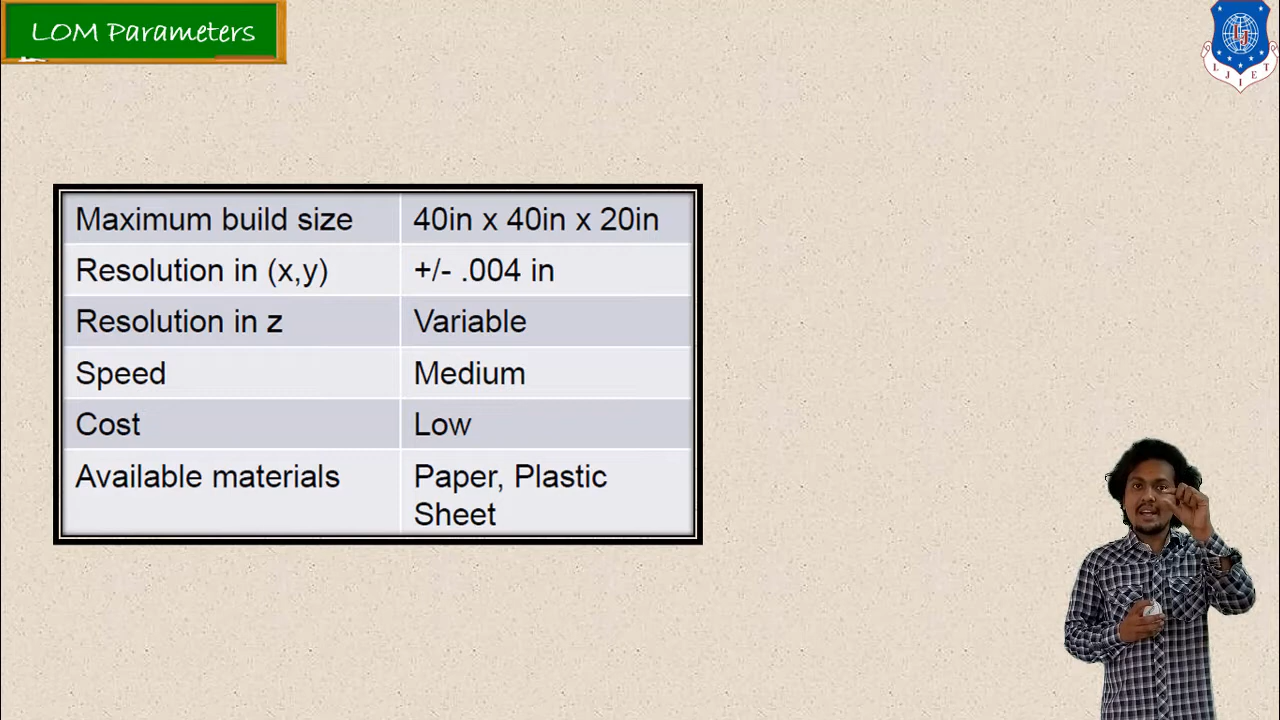 LOM Parameters
LJIET
Maximum build size 40in x 40in x 20in
Resolution in (x,y) +/- .004 in
Resolution in z Variable
Speed Medium
Cost Low
Available materials Paper, Plastic
Sheet